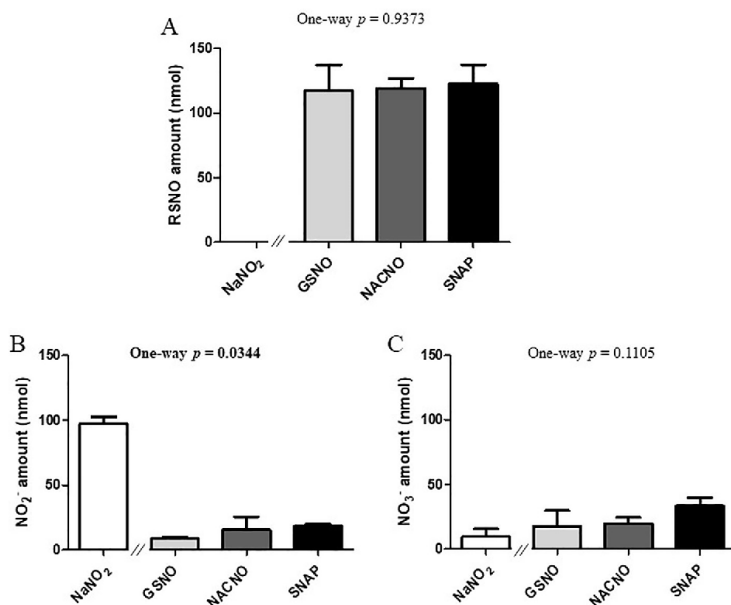 A
One-way p = 0.9373
RSNO amount (nmol)
150
100
50
0
//
NaNO₂
GSNO
NACNO
SNAP
B
One-way p = 0.0344
NO₂⁻ amount (nmol)
150
100
50
0
//
NaNO₂
GSNO
NACNO
SNAP
C
One-way p = 0.1105
NO₃⁻ amount (nmol)
150
100
50
0
//
NaNO₂
GSNO
NACNO
SNAP